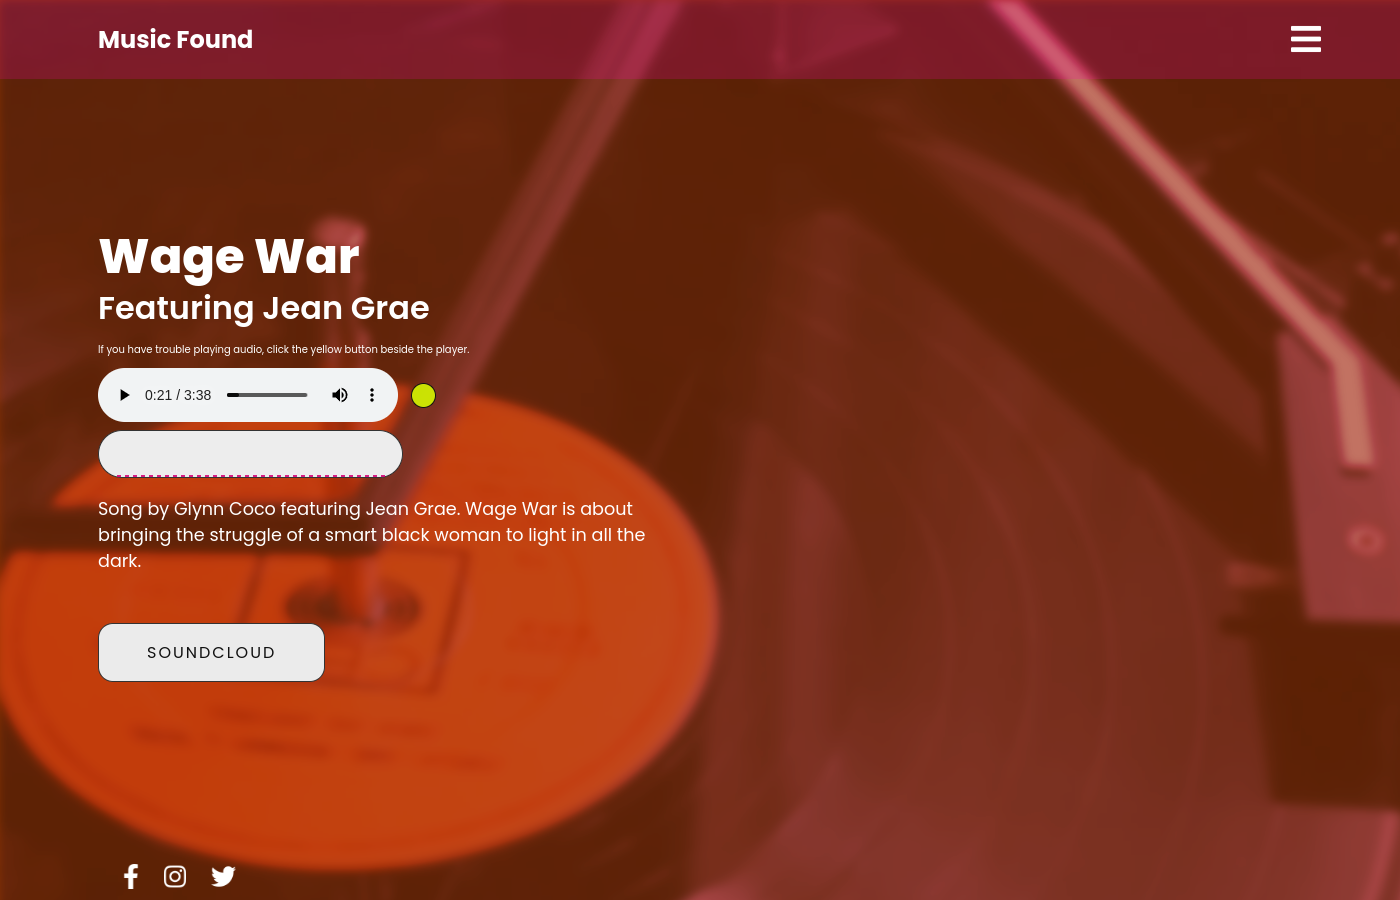 Music Found
Wage War
Featuring Jean Grae
If you have trouble playing audio, click the yellow button beside the player.
0:21 / 3:38
Song by Glynn Coco featuring Jean Grae. Wage War is about
bringing the struggle of a smart black woman to light in all the
dark.
SOUNDCLOUD